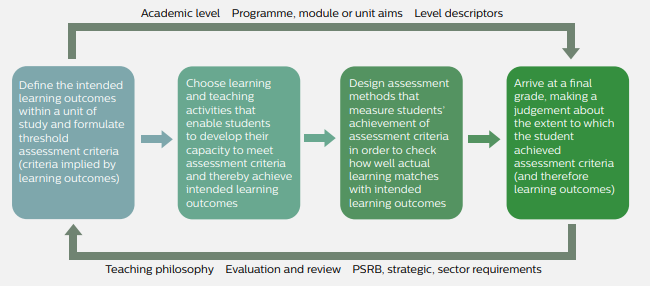 Academic level Programme, module or unit aims Level descriptors
Define the intended
learning outcomes
within a unit of
study and formulate
threshold
assessment criteria
(criteria implied by
learning outcomes)
Choose learning
and teaching
activities that
enable students
to develop their
capacity to meet
assessment criteria
and thereby achieve
intended learning
outcomes
Design assessment
methods that
measure students'
achievement of
assessment criteria
in order to check
how well actual
learning matches
with intended
learning outcomes
Arrive at a final
grade, making a
judgement about
the extent to which
the student
achieved
assessment criteria
(and therefore
learning outcomes)
Teaching philosophy Evaluation and review PSRB, strategic, sector requirements